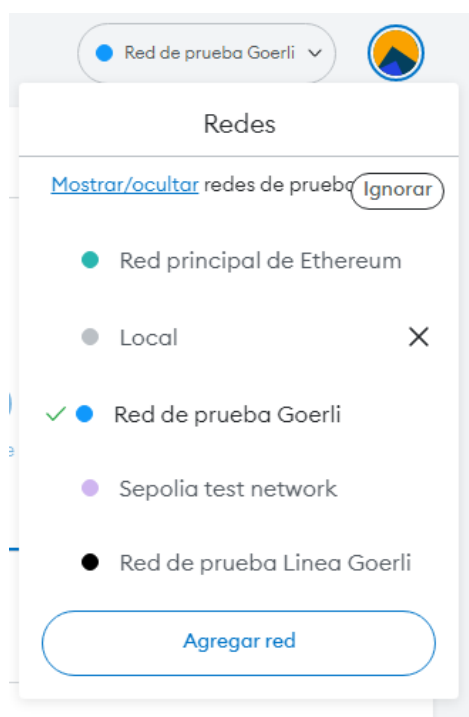 Red de prueba Goerli
Redes
Mostrar/ocultar redes de prueba Ignorar
Red principal de Ethereum
Local
Red de prueba Goerli
Sepolia test network
Red de prueba Linea Goerli
Agregar red